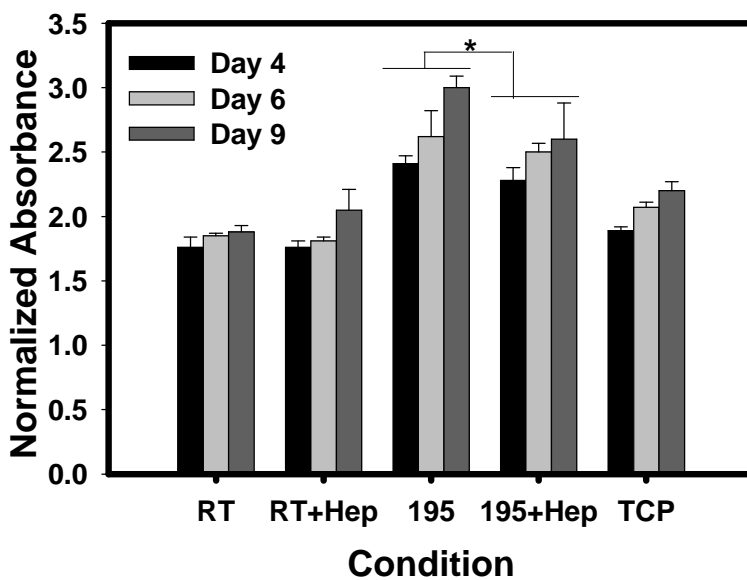 3.5
3.0
2.5
2.0
1.5
1.0
0.5
0.0
Normalized Absorbance
Day 4
Day 6
Day 9
*
RT RT+Hep 195 195+Hep TCP
Condition